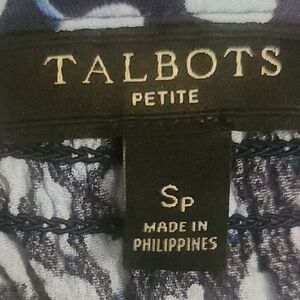 TALBOTS
PETITE
SP
MADE IN
PHILIPPINES